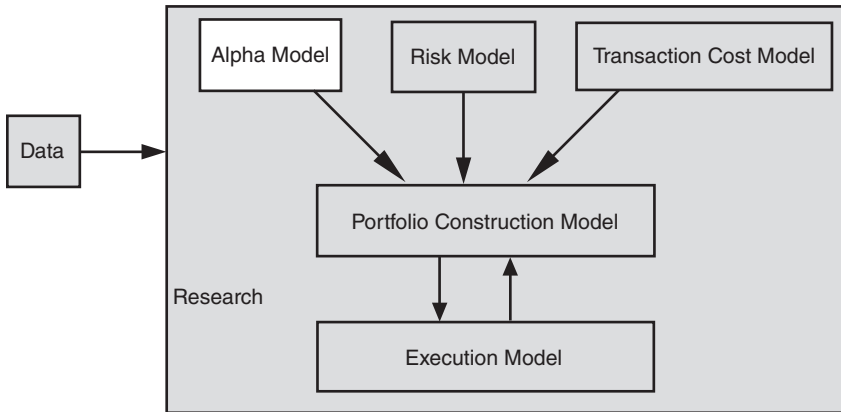 Alpha Model
Risk Model
Transaction Cost Model
Data
Portfolio Construction Model
Research
Execution Model